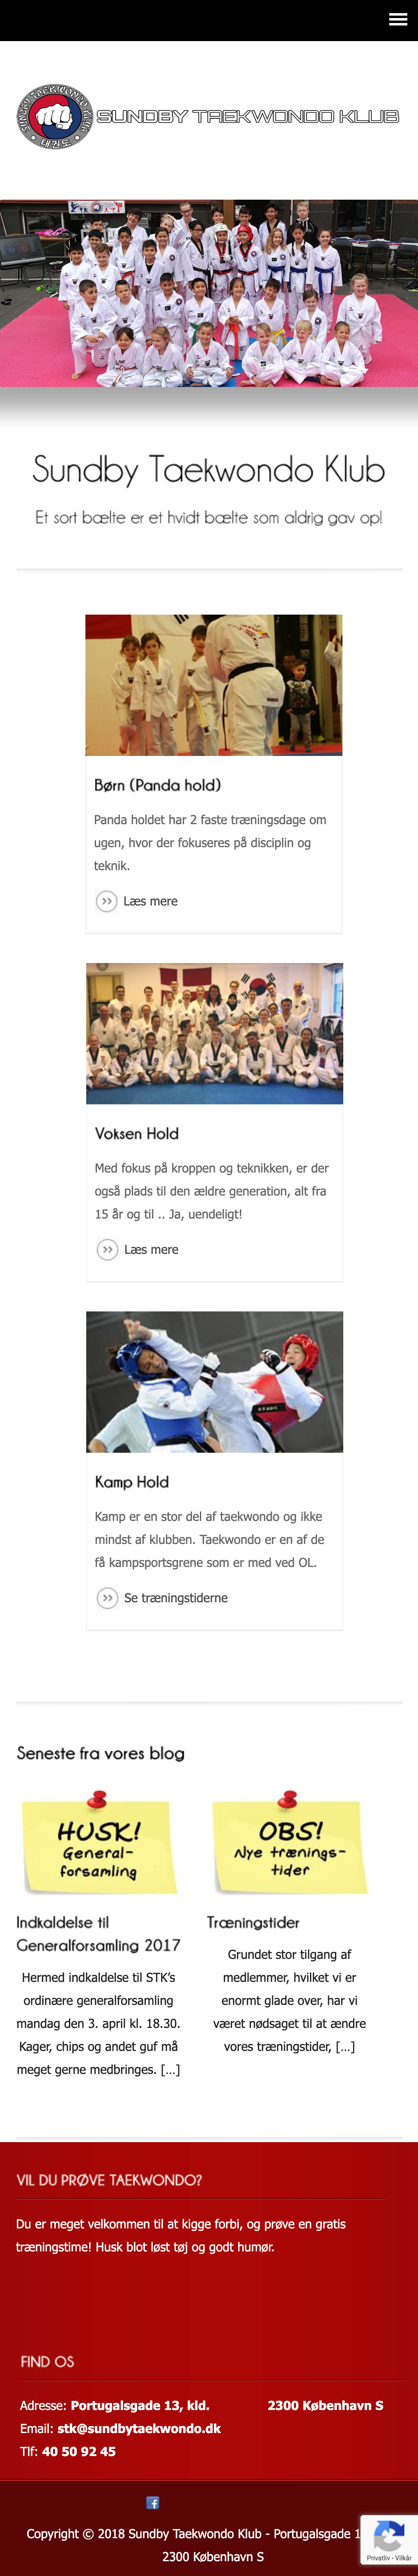 태권도
SUNDBY TAEKWONDO KLUB
Sundby Taekwondo Klub
Et sort bælte er et hvidt bælte som aldrig gav op!
Børn (Panda hold)
Panda holdet har 2 faste træningsdage om
ugen, hvor der fokuseres på disciplin og
teknik.
Læs mere
Voksen Hold
Med fokus på kroppen og teknikken, er der
også plads til den ældre generation, alt fra
15 år og til .. Ja, uendeligt!
Læs mere
Kamp Hold
Kamp er en stor del af taekwondo og ikke
mindst af klubben. Taekwondo er en af de
få kampsportsgrene som er med ved OL.
Se træningstiderne
Seneste fra vores blog
HUSK!
General-
forsamling
Indkaldelse til
Generalforsamling 2017
Hermed indkaldelse til STK’s
ordinære generalforsamling
mandag den 3. april kl. 18.30.
Kager, chips og andet guf må
meget gerne medbringes. [...]
OBS!
Nye trænings-
tider
Træningstider
Grundet stor tilgang af
medlemmer, hvilket vi er
enormt glade over, har vi
været nødsaget til at ændre
vores træningstider, [...]
VIL DU PRØVE TAEKWONDO?
Du er meget velkommen til at kigge forbi, og prøve en gratis
træningstime! Husk blot løst tøj og godt humør.
FIND OS
Adresse: Portugalsgade 13, kld. 2300 København S
Email: stk@sundbytaekwondo.dk
Tlf: 40 50 92 45
Copyright © 2018 Sundby Taekwondo Klub - Portugalsgade 1
2300 København S
Privatliv - Vilkår